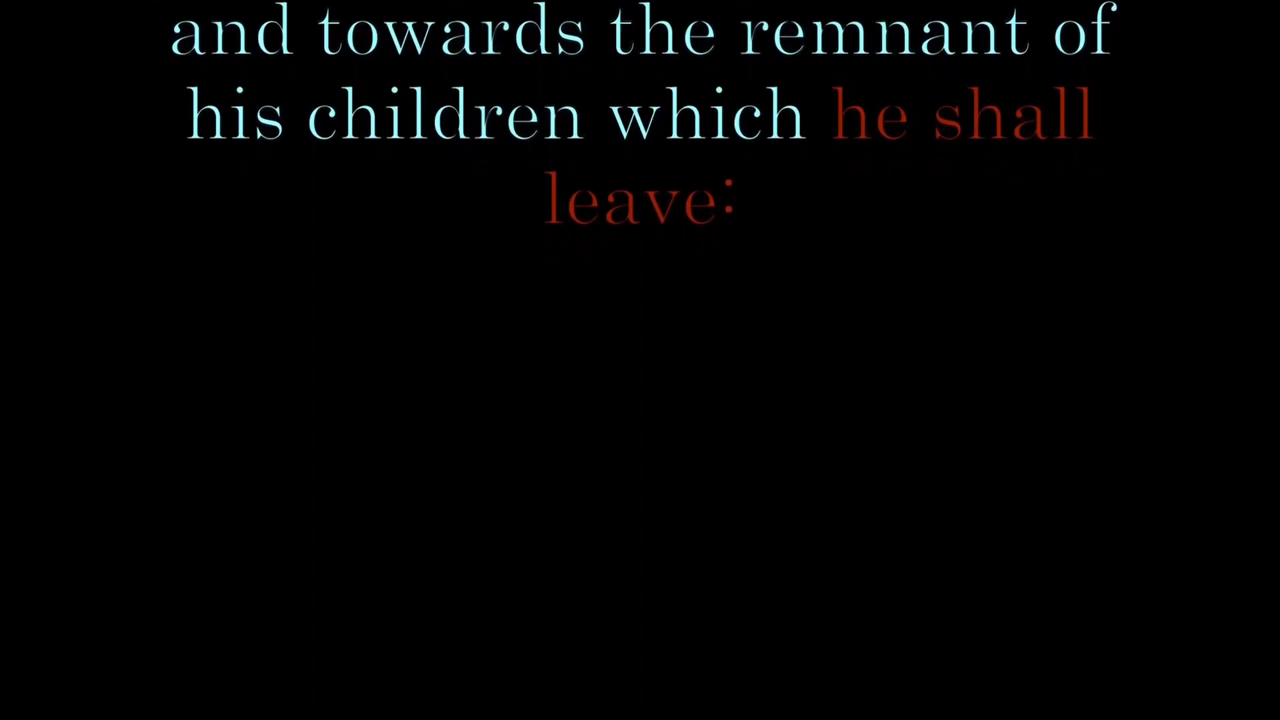 and towards the remnant of
his children which he shall
leave: